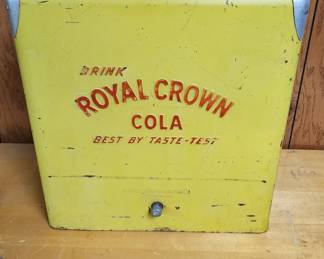 DRINK
ROYAL CROWN
COLA
BEST BY TASTE-TEST